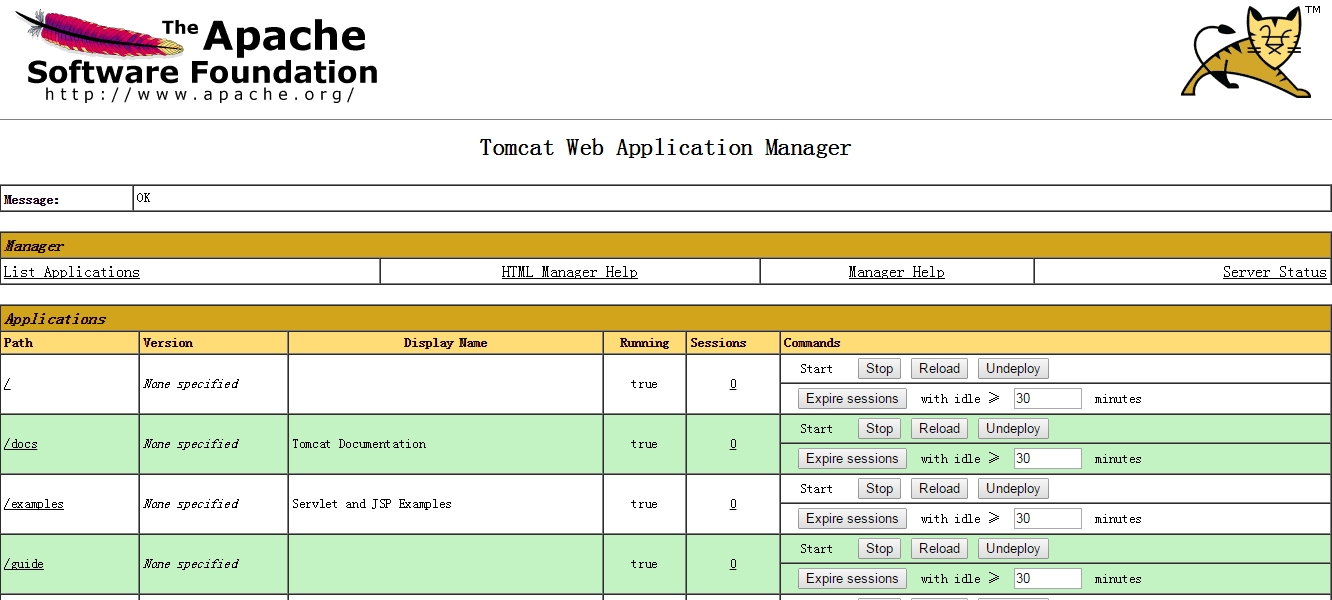 The Apache
Software Foundation
http://www.apache.org/
TM
Tomcat Web Application Manager
Message: OK
Manager
List Applications HTML Manager Help Manager Help Server Status
Applications
Path Version Display Name Running Sessions Commands
/ None specified true 0 Start Stop Reload Undeploy
Expire sessions with idle ≥ 30 minutes
/docs None specified Tomcat Documentation true 0 Start Stop Reload Undeploy
Expire sessions with idle ≥ 30 minutes
/examples None specified Servlet and JSP Examples true 0 Start Stop Reload Undeploy
Expire sessions with idle ≥ 30 minutes
/guide None specified true 0 Start Stop Reload Undeploy
Expire sessions with idle ≥ 30 minutes